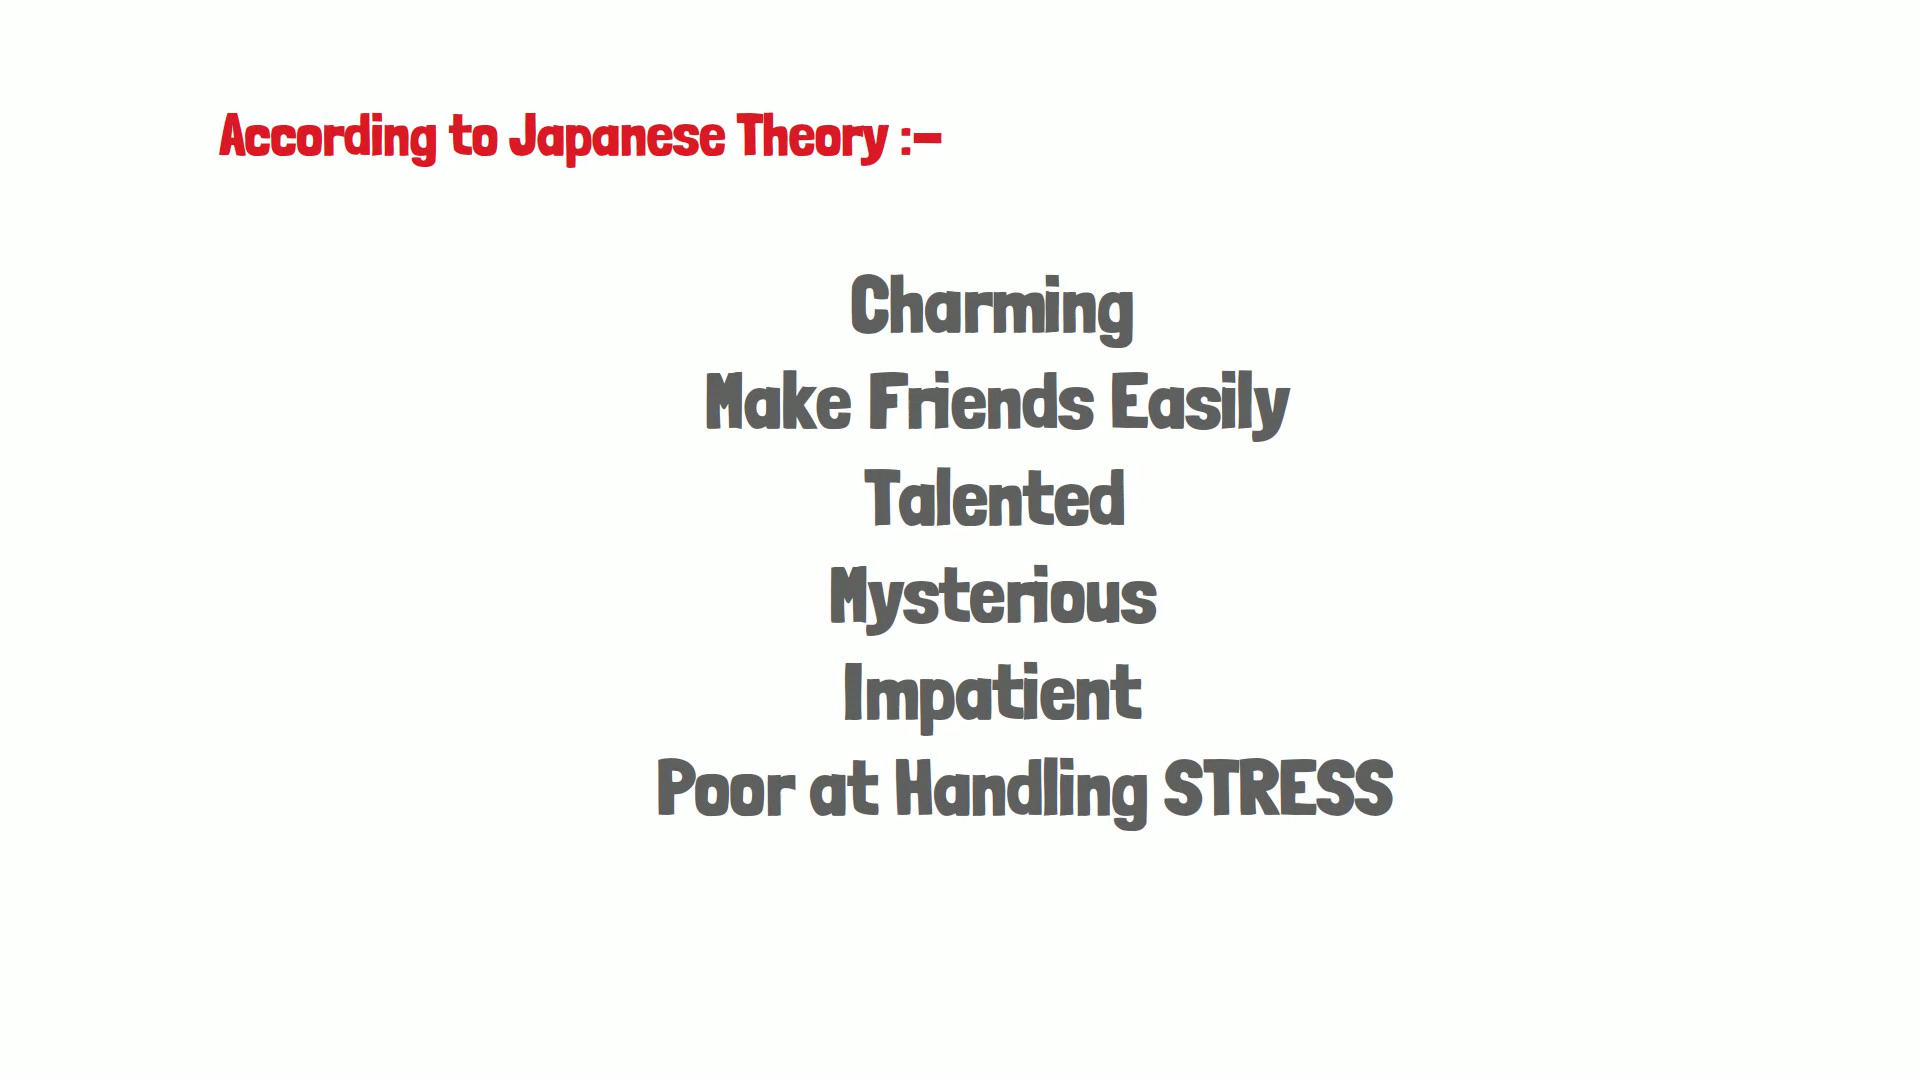 According to Japanese Theory :-
Charming
Make Friends Easily
Talented
Mysterious
Impatient
Poor at Handling STRESS